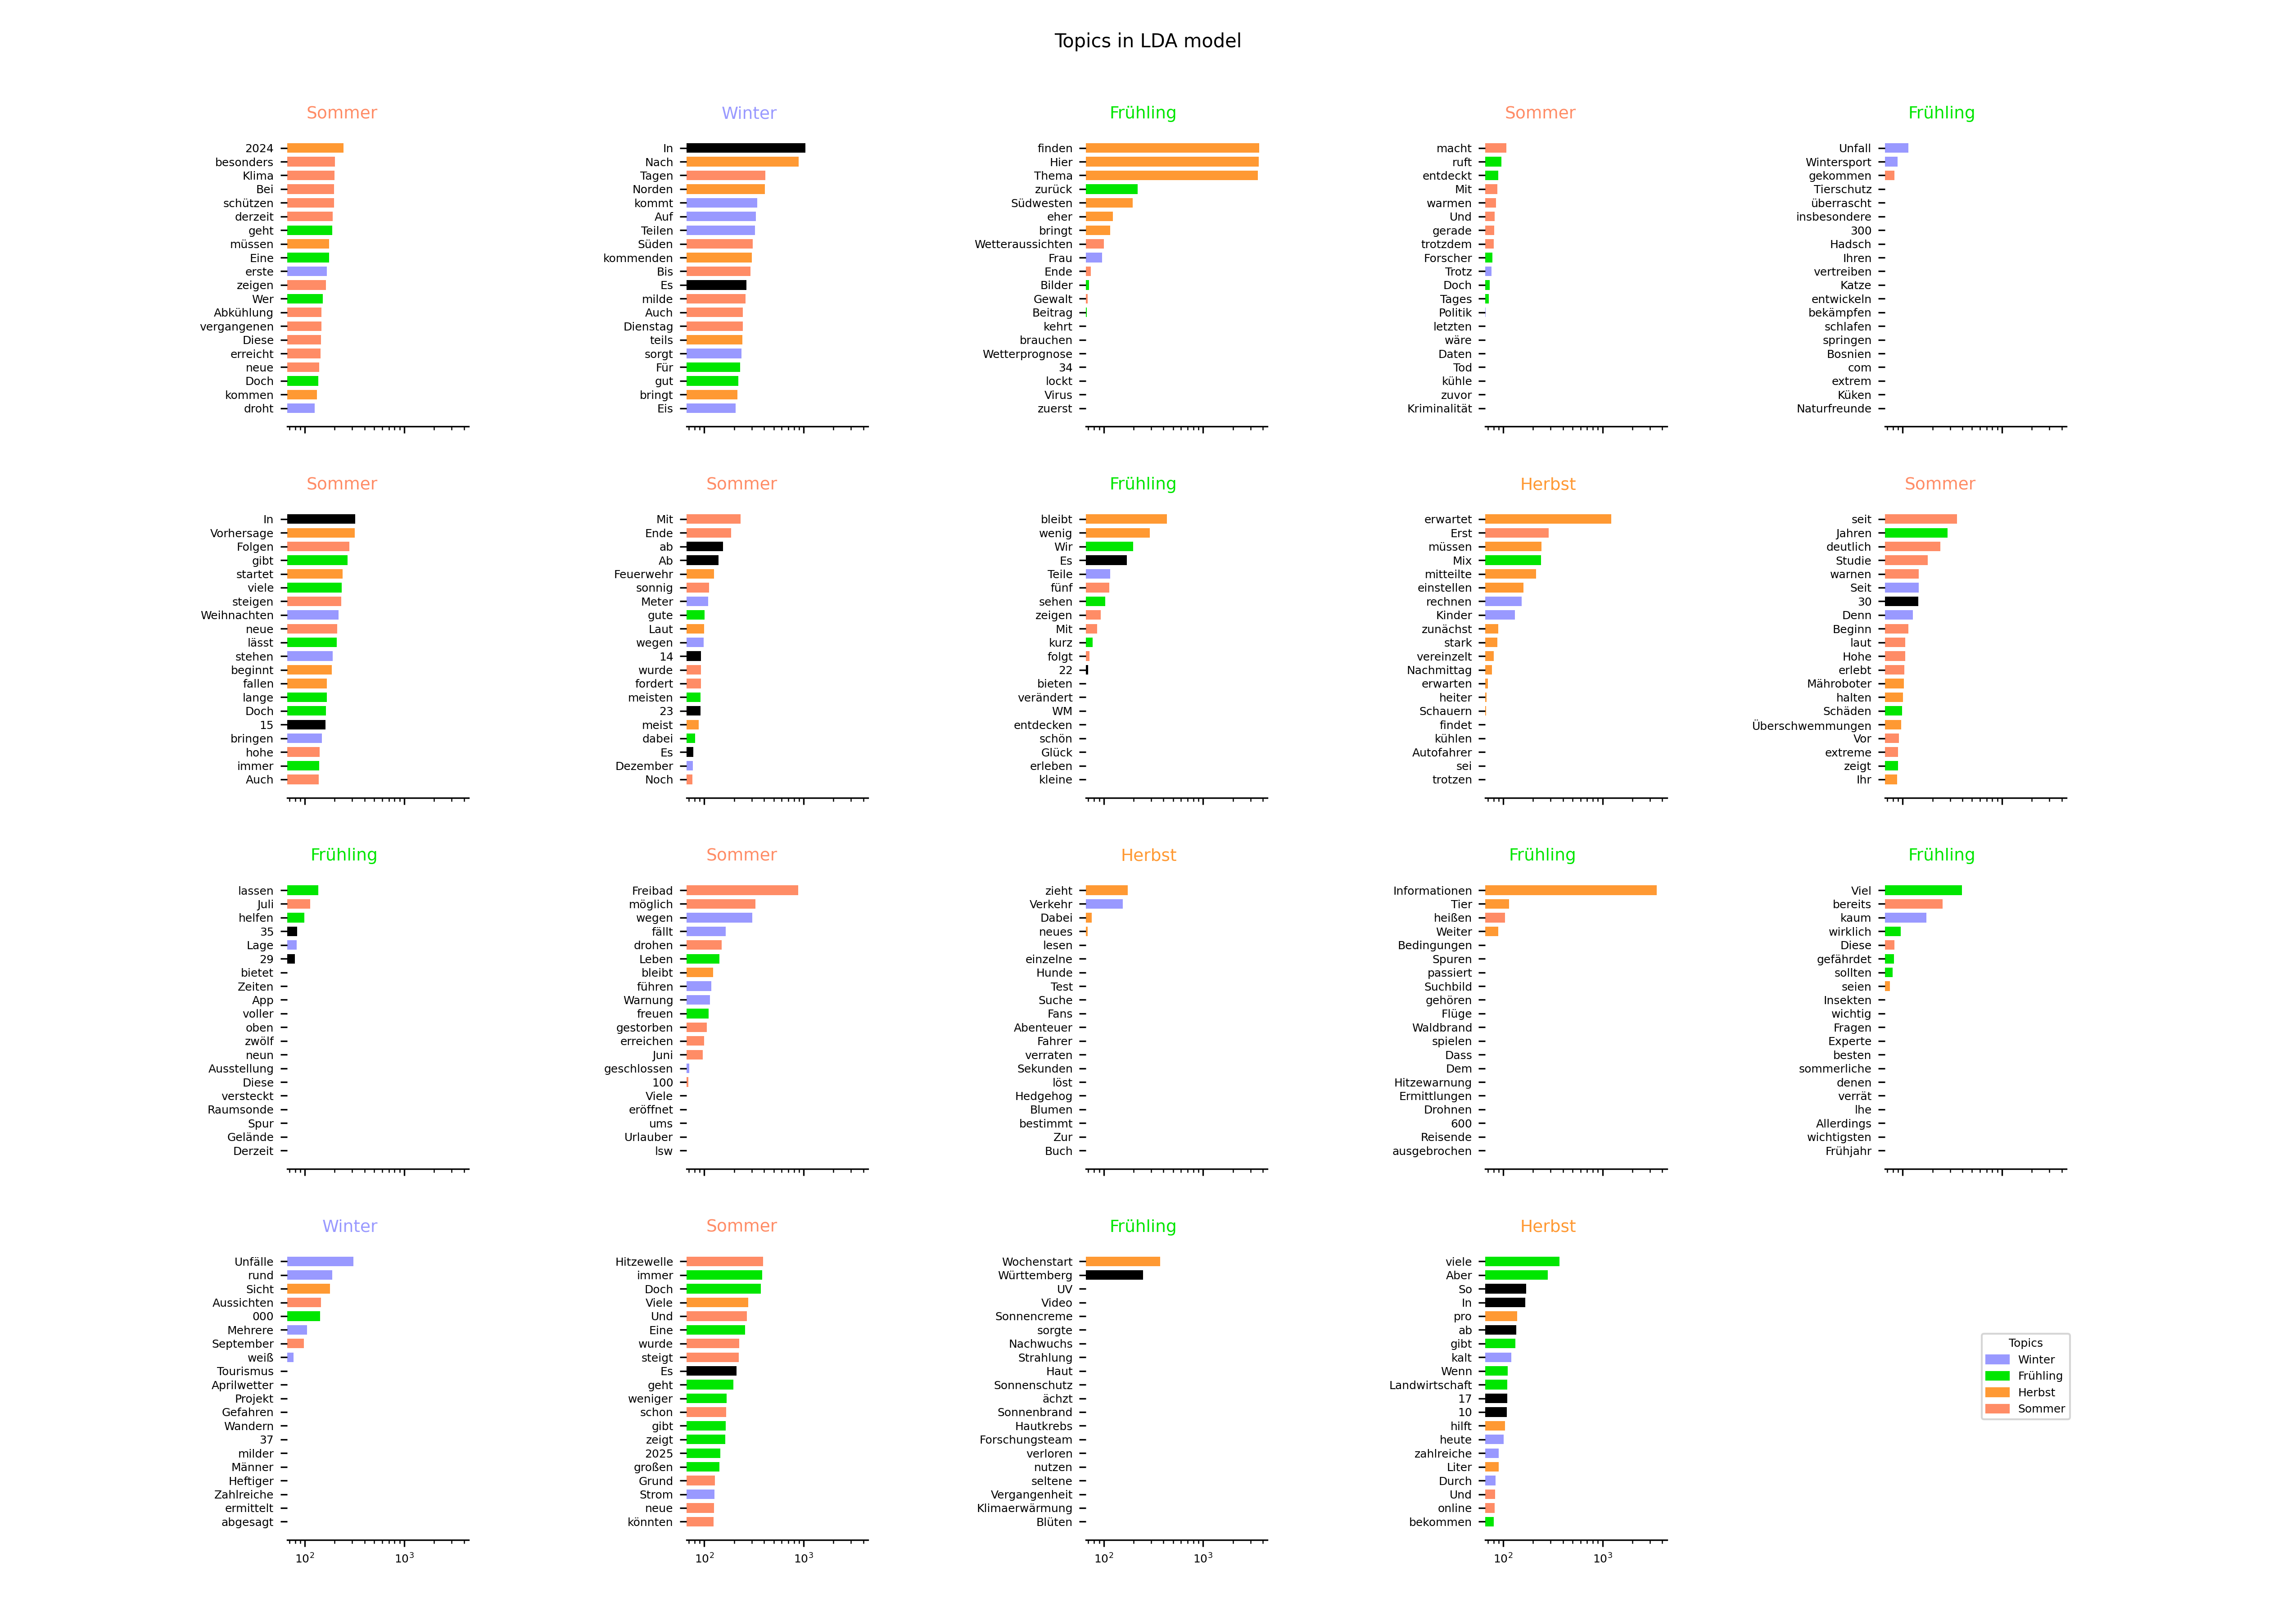 Topics in LDA model
Sommer
2024
besonders
Klima
Bei
schützen
derzeit
geht
müssen
Eine
erste
zeigen
Wer
Abkühlung
vergangenen
Diese
erreicht
neue
Doch
kommen
droht
Winter
In
Nach
Tagen
Norden
kommt
Auf
Teilen
Süden
kommenden
Bis
Es
milde
Auch
Dienstag
teils
sorgt
Für
gut
bringt
Eis
Frühling
finden
Hier
Thema
zurück
Südwesten
eher
bringt
Wetteraussichten
Frau
Ende
Bilder
Gewalt
Beitrag
kehrt
brauchen
Wetterprognose
34
lockt
Virus
zuerst
Sommer
macht
ruft
entdeckt
Mit
warmen
Und
gerade
trotzdem
Forscher
Trotz
Doch
Tages
Politik
letzten
wäre
Daten
Tod
kühle
zuvor
Kriminalität
Frühling
Unfall
Wintersport
gekommen
Tierschutz
überrascht
insbesondere
300
Hadsch
Ihren
vertreiben
Katze
entwickeln
bekämpfen
schlafen
springen
Bosnien
com
extrem
Küken
Naturfreunde
Sommer
In
Vorhersage
Folgen
gibt
startet
viele
steigen
Weihnachten
neue
lässt
stehen
beginnt
fallen
lange
Doch
15
bringen
hohe
immer
Auch
Sommer
Mit
Ende
ab
Ab
Feuerwehr
sonnig
Meter
gute
Laut
wegen
14
wurde
fordert
meisten
23
meist
dabei
Es
Dezember
Noch
Frühling
bleibt
wenig
Wir
Es
Teile
fünf
sehen
zeigen
Mit
kurz
folgt
22
bieten
verändert
WM
entdecken
schön
Glück
erleben
kleine
Herbst
erwartet
Erst
müssen
Mix
mitteilte
einstellen
rechnen
Kinder
zunächst
stark
vereinzelt
Nachmittag
erwarten
heiter
Schauern
findet
kühlen
Autofahrer
sei
trotzen
Sommer
seit
Jahren
deutlich
Studie
warnen
Seit
30
Denn
Beginn
laut
Hohe
erlebt
Mähroboter
halten
Schäden
Überschwemmungen
Vor
extreme
zeigt
Ihr
Frühling
lassen
Juli
helfen
35
Lage
29
bietet
Zeiten
App
voller
oben
zwölf
neun
Ausstellung
Diese
versteckt
Raumsonde
Spur
Gelände
Derzeit
Sommer
Freibad
möglich
wegen
fällt
drohen
Leben
bleibt
führen
Warnung
freuen
gestorben
erreichen
Juni
geschlossen
100
Viele
eröffnet
ums
Urlauber
lsw
Herbst
zieht
Verkehr
Dabei
neues
lesen
einzelne
Hunde
Test
Suche
Fans
Abenteuer
Fahrer
verraten
Sekunden
löst
Hedgehog
Blumen
bestimmt
Zur
Buch
Frühling
Informationen
Tier
heißen
Weiter
Bedingungen
Spuren
passiert
Suchbild
gehören
Flüge
Waldbrand
spielen
Dass
Dem
Hitzewarnung
Ermittlungen
Drohnen
600
Reisende
ausgebrochen
Frühling
Viel
bereits
kaum
wirklich
Diese
gefährdet
sollten
seien
Insekten
wichtig
Fragen
Experte
besten
sommerliche
denen
verrät
lhe
Allerdings
wichtigsten
Frühjahr
Winter
Unfälle
rund
Sicht
Aussichten
000
Mehrere
September
weiß
Tourismus
Aprilwetter
Projekt
Gefahren
Wandern
37
milder
Männer
Heftiger
Zahlreiche
ermittelt
abgesagt
10² 10³
Sommer
Hitzewelle
immer
Doch
Viele
Und
Eine
wurde
steigt
Es
geht
weniger
schon
gibt
zeigt
2025
großen
Grund
Strom
neue
könnten
10² 10³
Frühling
Wochenstart
Württemberg
UV
Video
Sonnencreme
sorgte
Nachwuchs
Strahlung
Haut
Sonnenschutz
ächzt
Sonnenbrand
Hautkrebs
Forschungsteam
verloren
nutzen
seltene
Vergangenheit
Klimaerwärmung
Blüten
10² 10³
Herbst
viele
Aber
So
In
pro
ab
gibt
kalt
Wenn
Landwirtschaft
17
10
hilft
heute
zahlreiche
Liter
Durch
Und
online
bekommen
10² 10³
Topics
Winter
Frühling
Herbst
Sommer